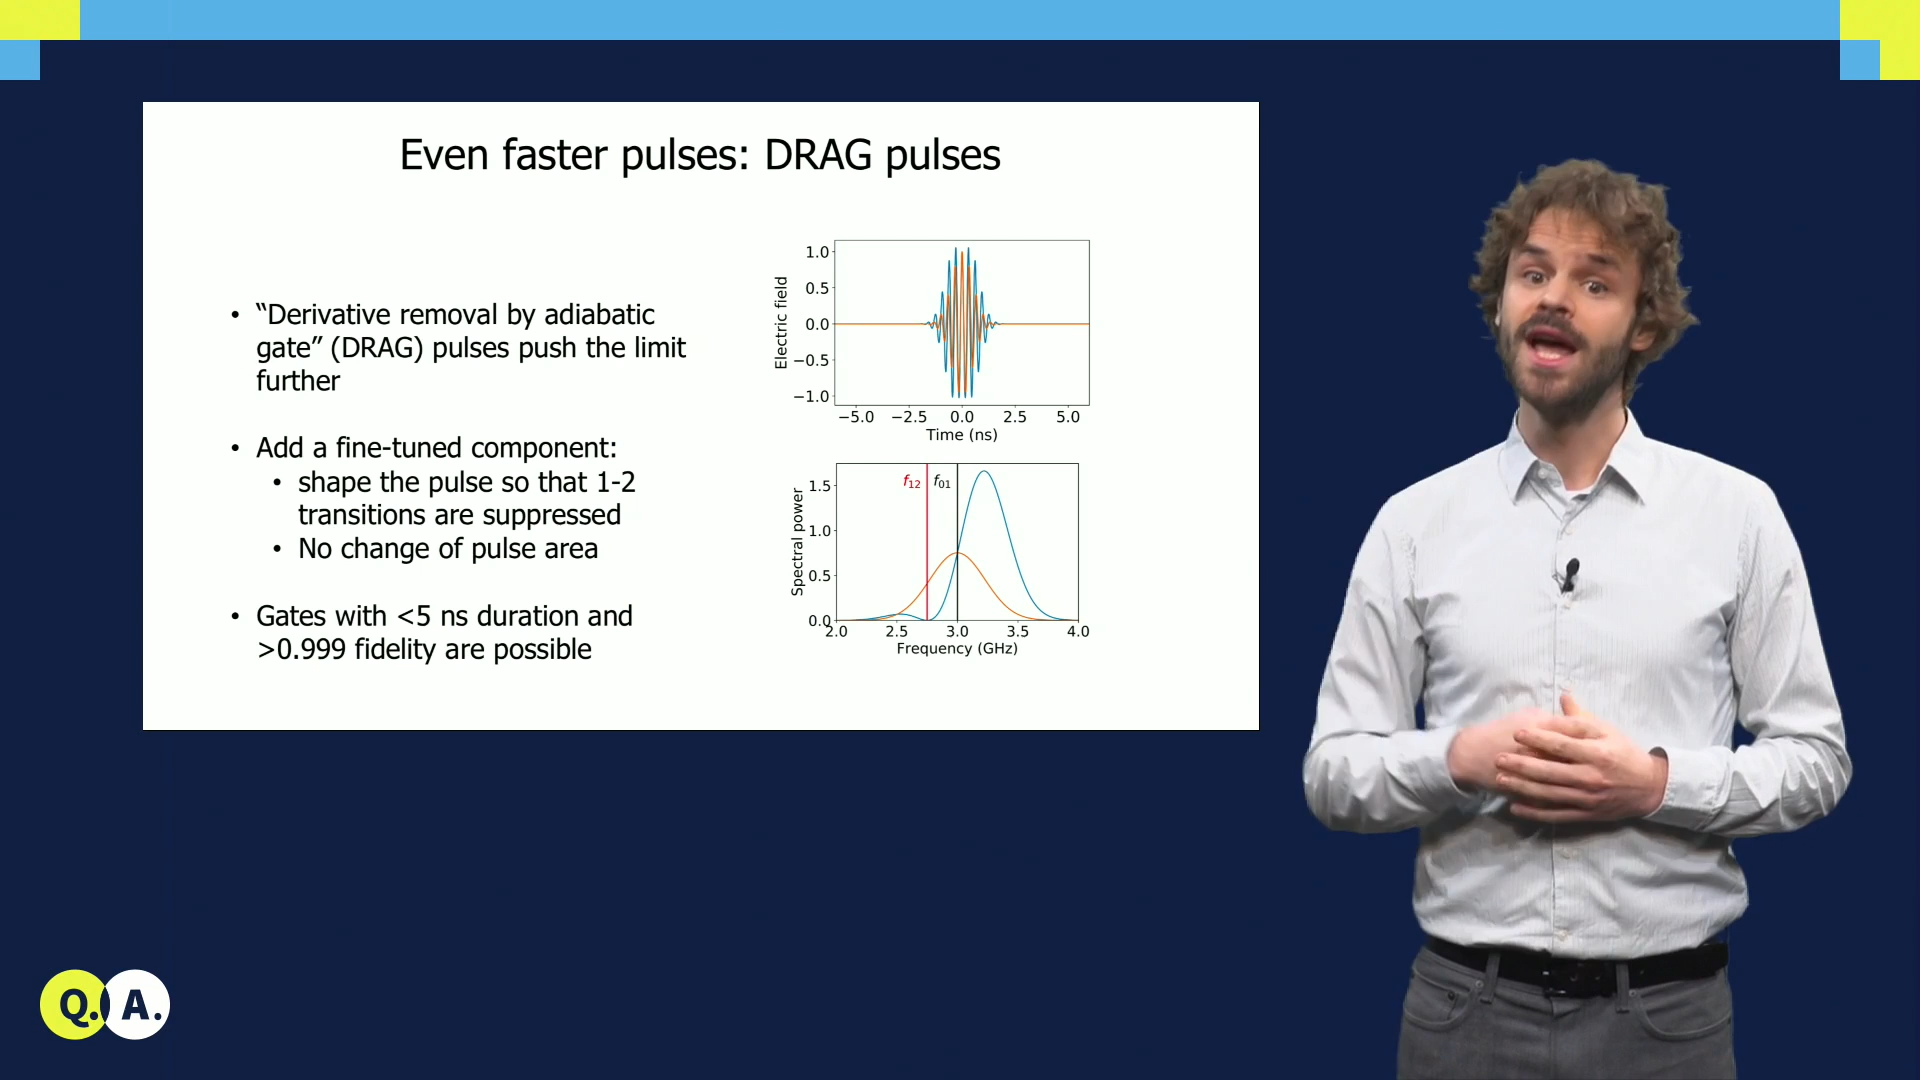 Even faster pulses: DRAG pulses
• “Derivative removal by adiabatic
gate” (DRAG) pulses push the limit
further
• Add a fine-tuned component:
• shape the pulse so that 1-2
transitions are suppressed
• No change of pulse area
• Gates with <5 ns duration and
>0.999 fidelity are possible
Electric field
1.0
0.5
0.0
−0.5
−1.0
−5.0 −2.5 0.0 2.5 5.0
Time (ns)
Spectral power
f12 f01
1.5
1.0
0.5
0.0
2.0 2.5 3.0 3.5 4.0
Frequency (GHz)
Q. A.